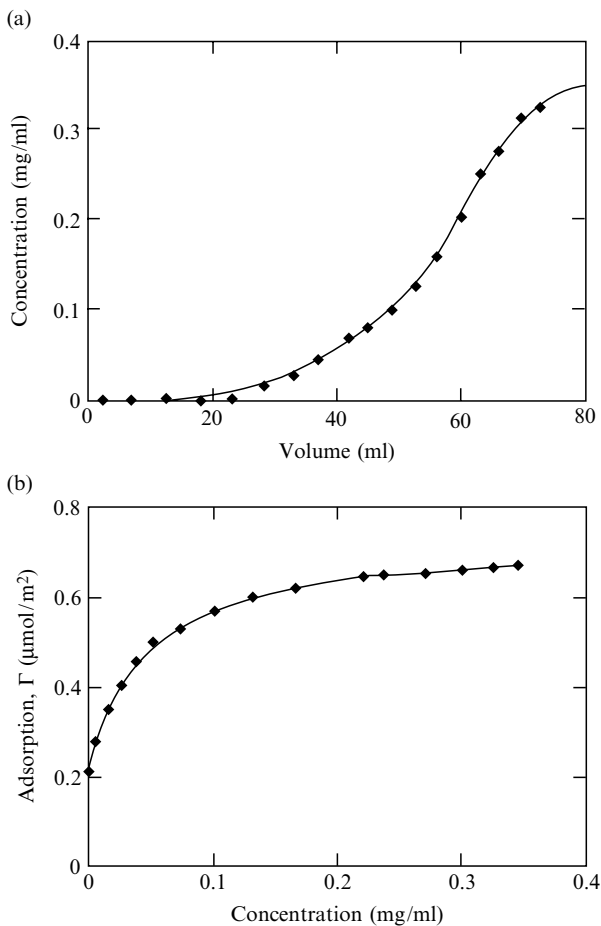 (a)
0.4
0.3
0.2
0.1
0
Concentration (mg/ml)
0 20 40 60 80
Volume (ml)
(b)
0.8
0.6
0.4
0.2
0
Adsorption, Γ (μmol/m²)
0 0.1 0.2 0.3 0.4
Concentration (mg/ml)